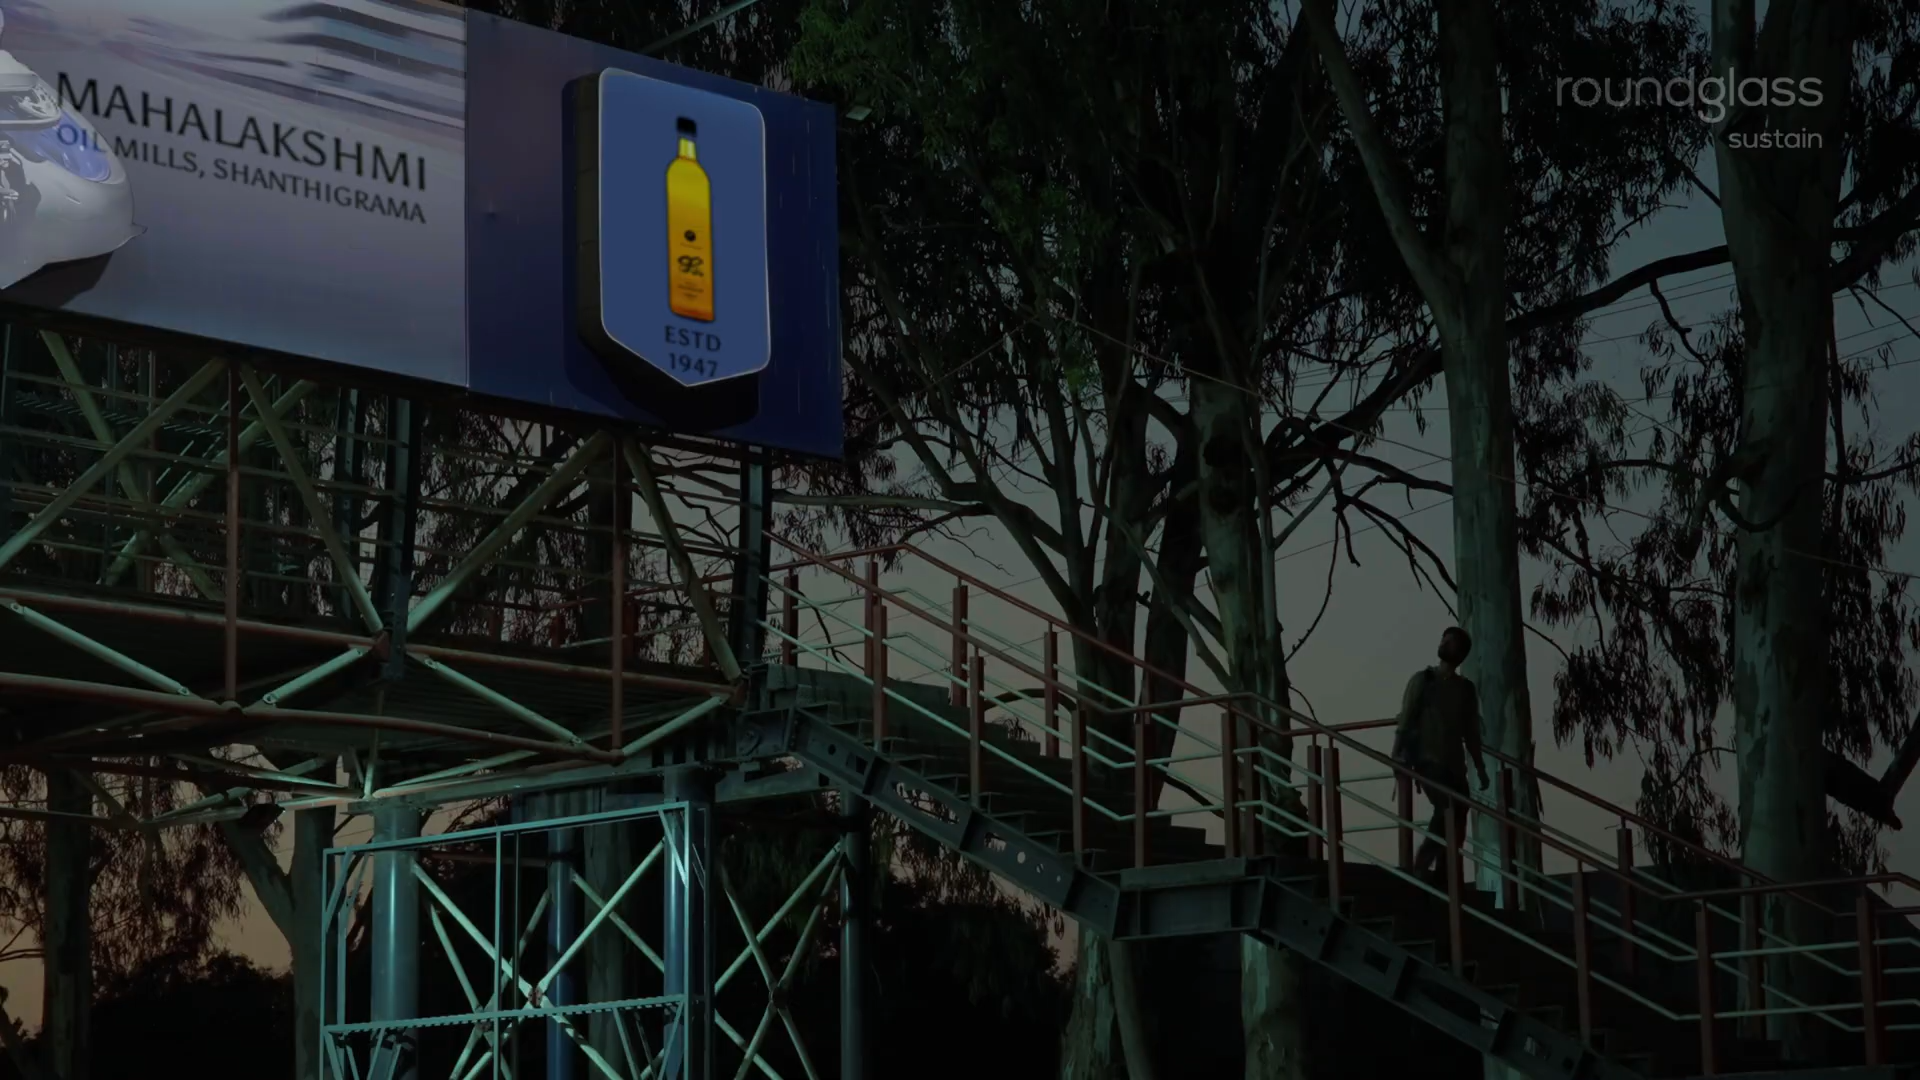 MAHALAKSHMI
OIL MILLS, SHANTHIGRAMA
ESTD
1947
roundglass
sustain